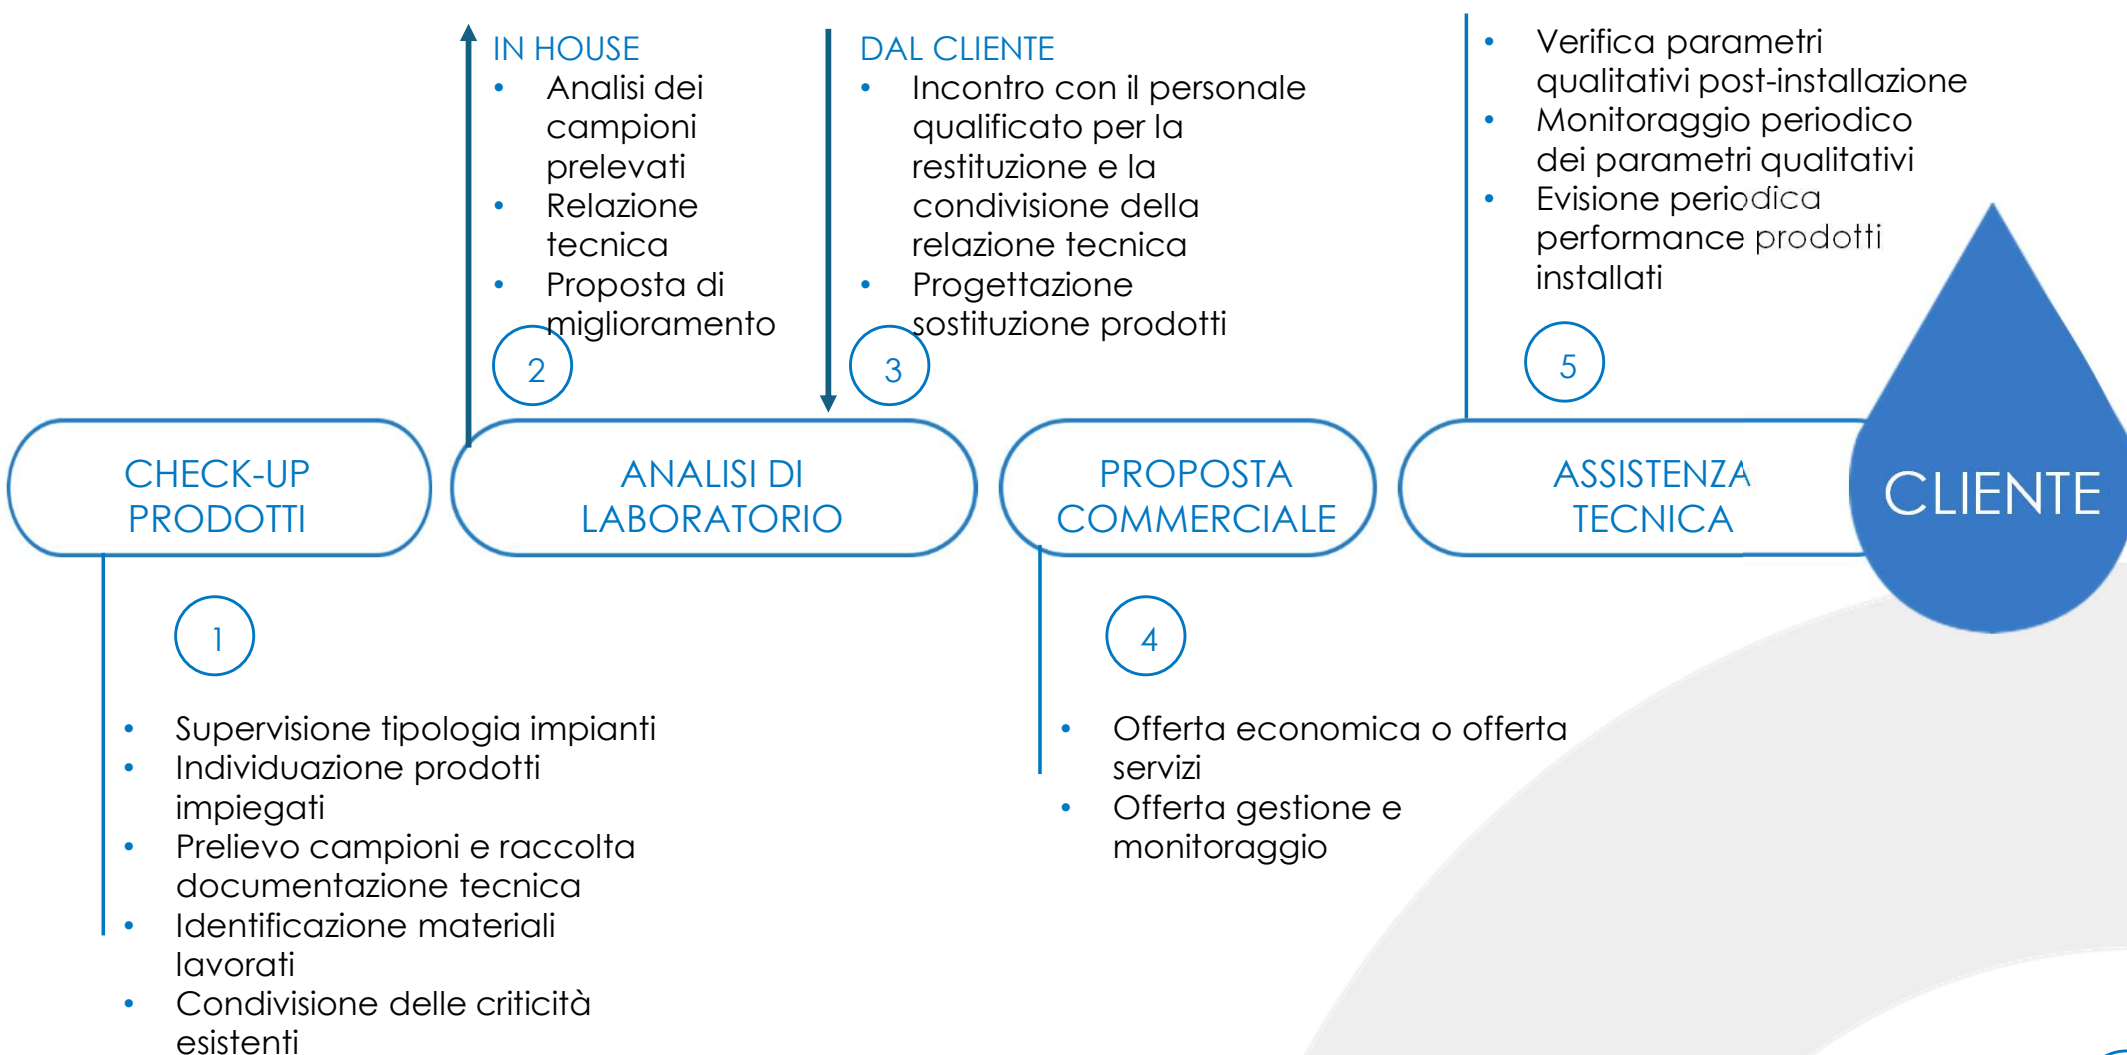 IN HOUSE
• Analisi dei
campioni
prelevati
• Relazione
tecnica
• Proposta di
miglioramento
2
DAL CLIENTE
• Incontro con il personale
qualificato per la
restituzione e la
condivisione della
relazione tecnica
• Progettazione
sostituzione prodotti
3
• Verifica parametri
qualitativi post-installazione
• Monitoraggio periodico
dei parametri qualitativi
• Evisione periodica
performance prodotti
installati
5
CHECK-UP
PRODOTTI
ANALISI DI
LABORATORIO
PROPOSTA
COMMERCIALE
ASSISTENZA
TECNICA
CLIENTE
1
• Supervisione tipologia impianti
• Individuazione prodotti
impiegati
• Prelievo campioni e raccolta
documentazione tecnica
• Identificazione materiali
lavorati
• Condivisione delle criticità
esistenti
4
• Offerta economica o offerta
servizi
• Offerta gestione e
monitoraggio